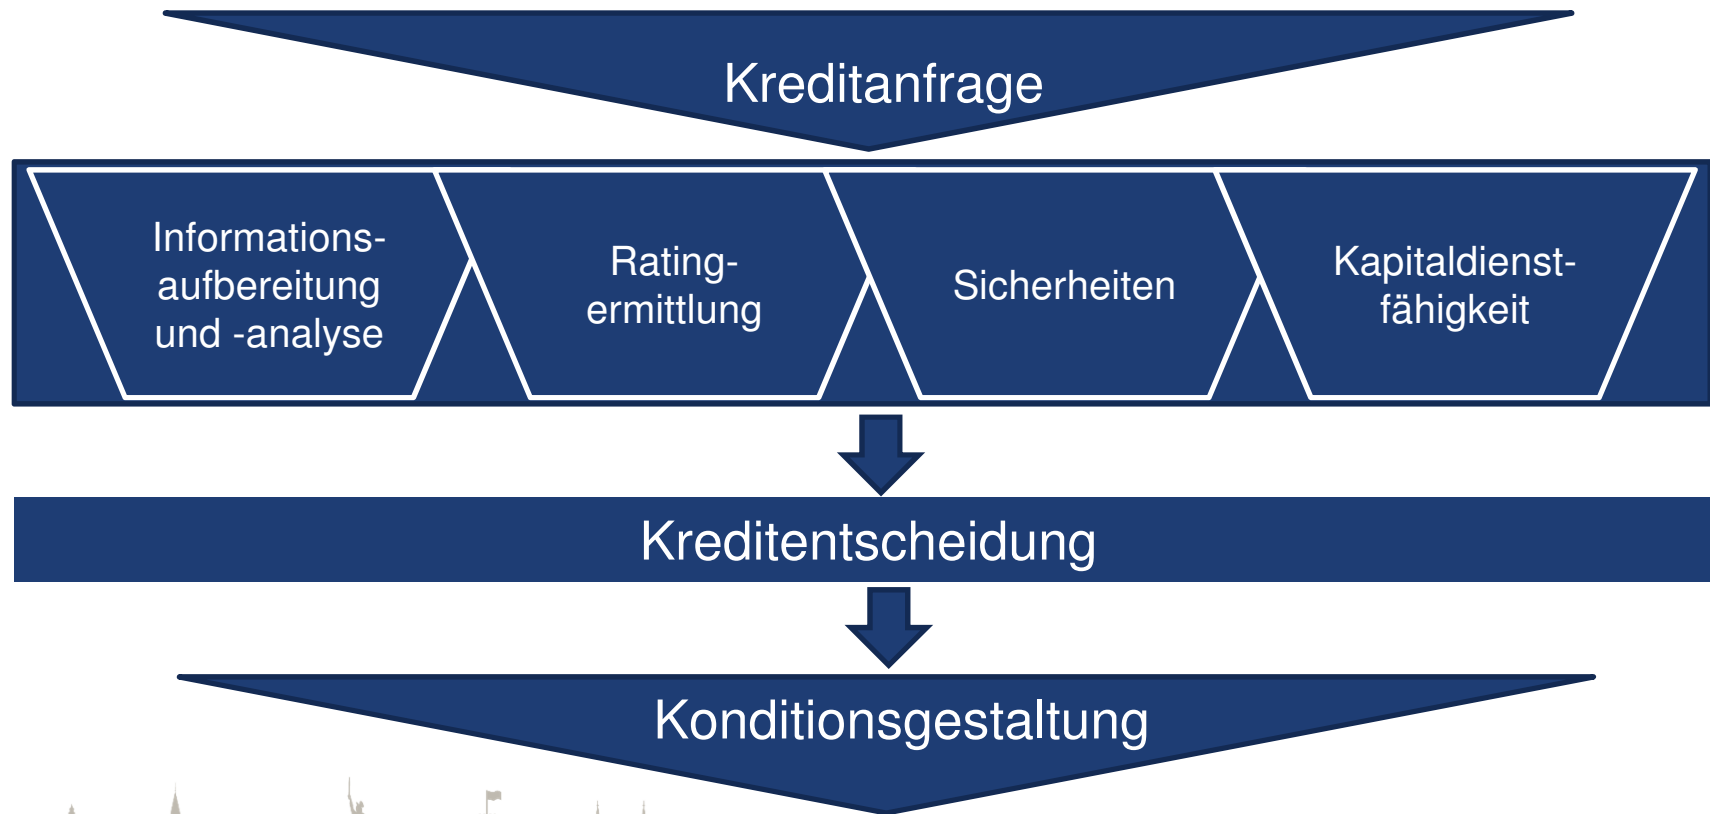 Kreditanfrage
Informations-
aufbereitung
und -analyse
Rating-
ermittlung
Sicherheiten
Kapitaldienst-
fähigkeit
Kreditentscheidung
Konditionsgestaltung